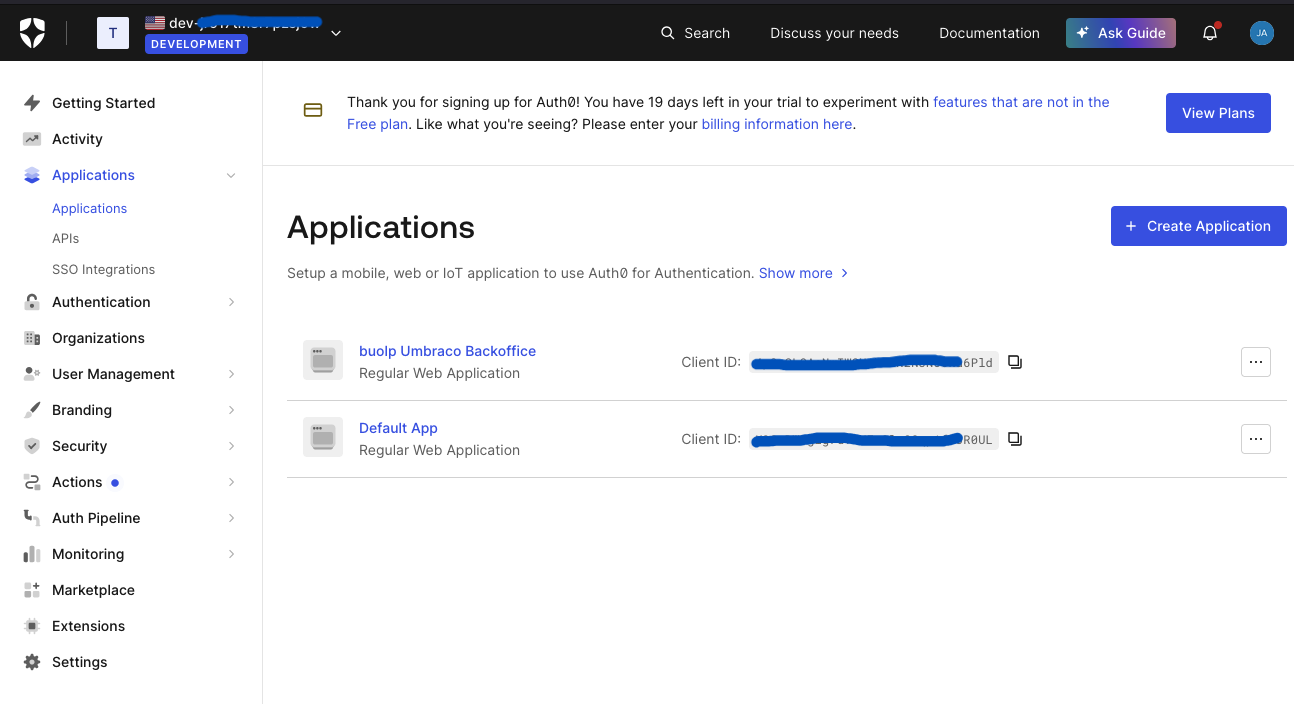 T
dev-
DEVELOPMENT
Search
Discuss your needs
Documentation
Ask Guide
JA
Getting Started
Activity
Applications
Applications
APIs
SSO Integrations
Authentication
Organizations
User Management
Branding
Security
Actions
Auth Pipeline
Monitoring
Marketplace
Extensions
Settings
Thank you for signing up for Auth0! You have 19 days left in your trial to experiment with features that are not in the
Free plan. Like what you're seeing? Please enter your billing information here.
View Plans
Applications
+ Create Application
Setup a mobile, web or IoT application to use Auth0 for Authentication. Show more
buolp Umbraco Backoffice
Regular Web Application
Client ID: 6P1d
Default App
Regular Web Application
Client ID: R0UL